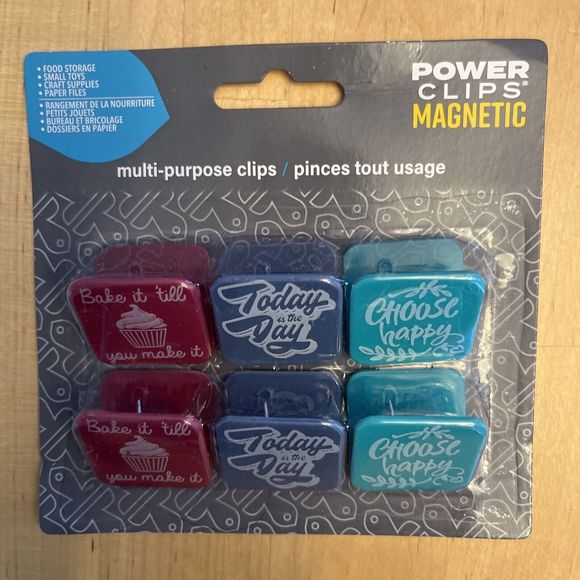 • FOOD STORAGE
• SMALL TOYS
• CRAFT SUPPLIES
• PAPER FILES
• RANGEMENT DE LA NOURRITURE
• PETITS JOUETS
• BUREAU ET BRICOLAGE
• DOSSIERS EN PAPIER
POWER
CLIPS®
MAGNETIC
multi-purpose clips / pinces tout usage
Bake it 'till
you make it
Today
is the
Day
CHOOSE
happy
Bake it 'till
you make it
Today
is the
Day
CHOOSE
happy